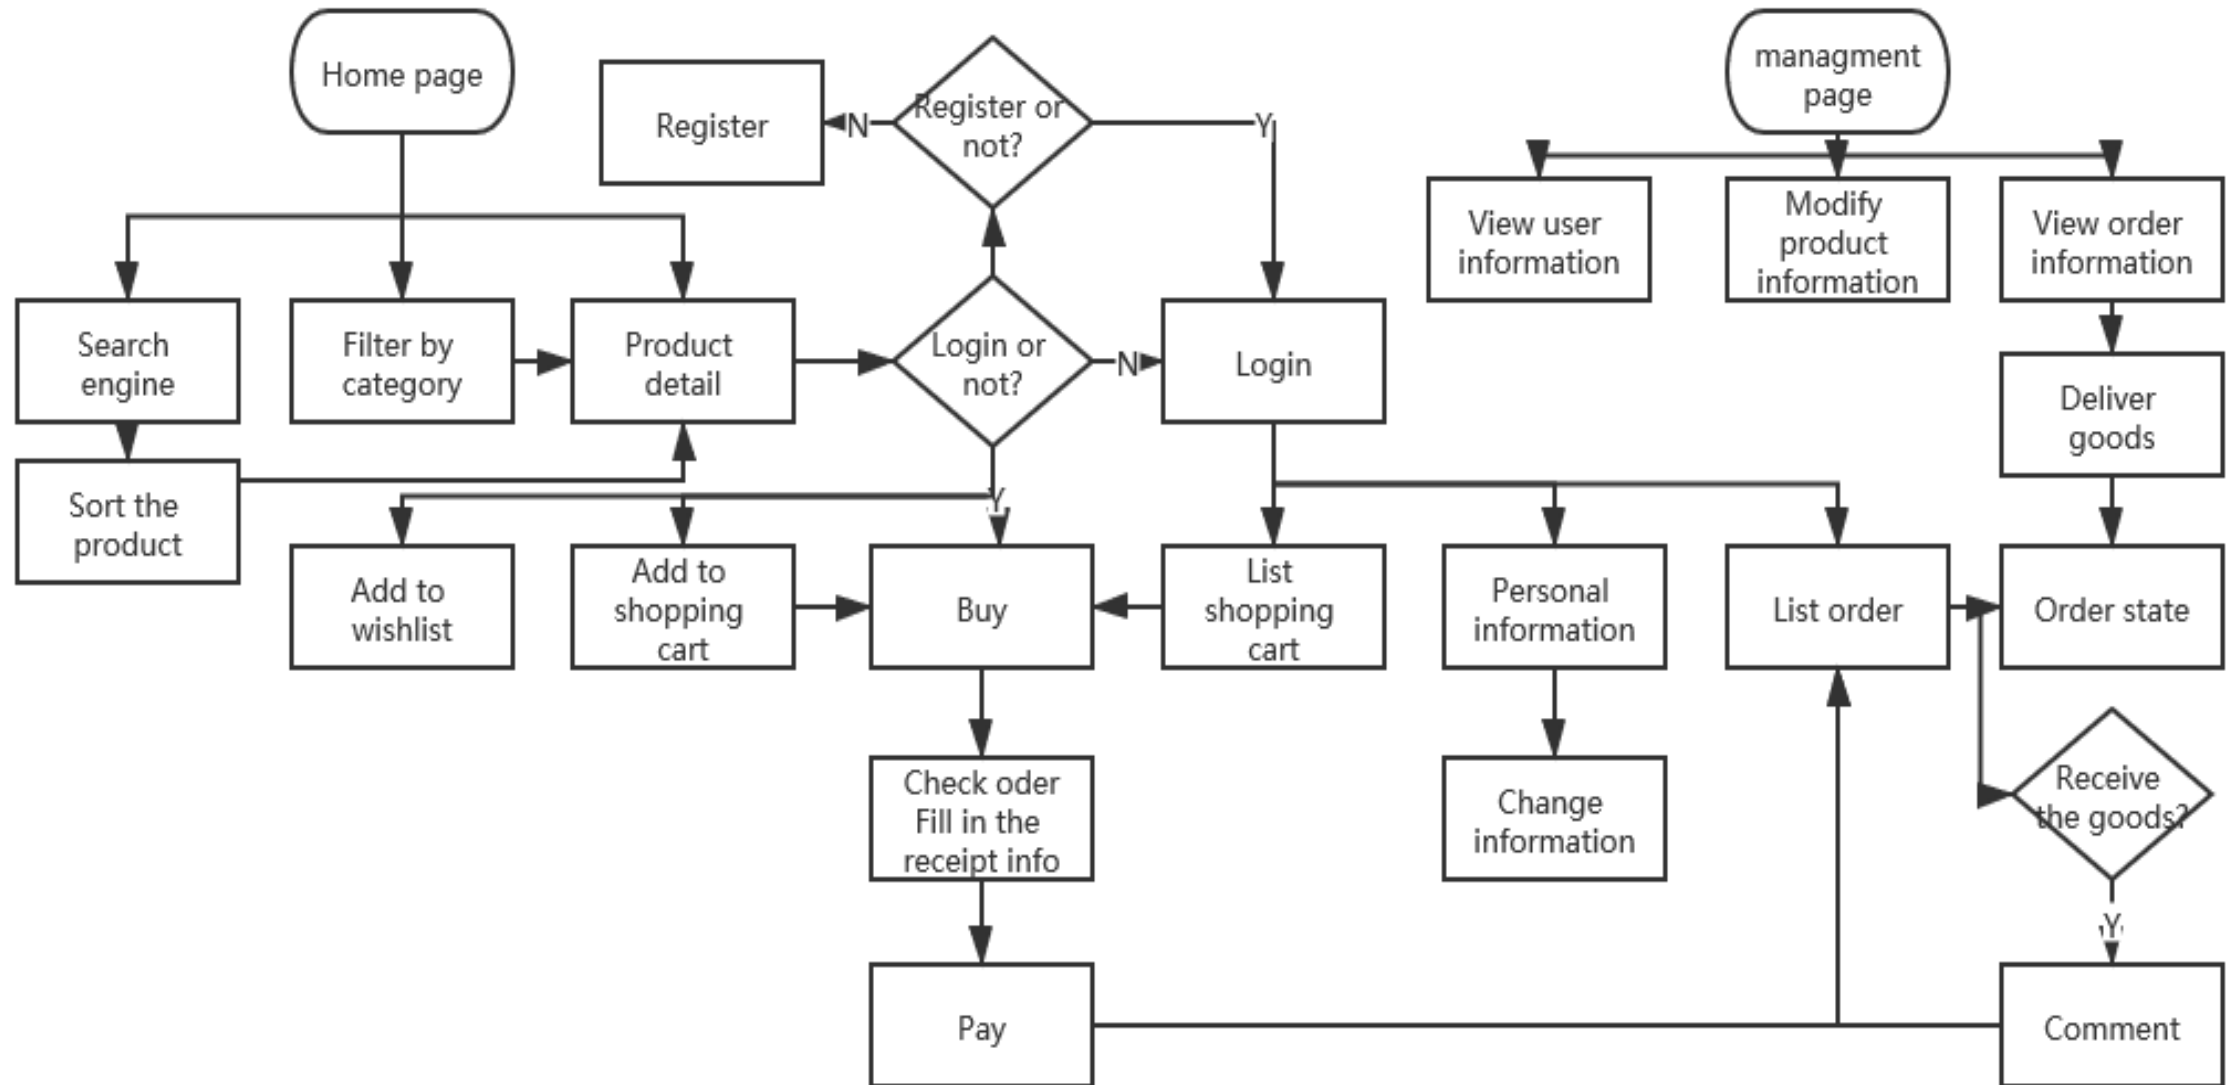 Home page
Register
Register or
not?
N
Y
managment
page
View user
information
Modify
product
information
View order
information
Search
engine
Filter by
category
Product
detail
Login or
not?
N
Login
Deliver
goods
Sort the
product
Y
Add to
wishlist
Add to
shopping
cart
Buy
List
shopping
cart
Personal
information
List order
Order state
Check oder
Fill in the
receipt info
Change
information
Receive
the goods?
Y
Pay
Comment